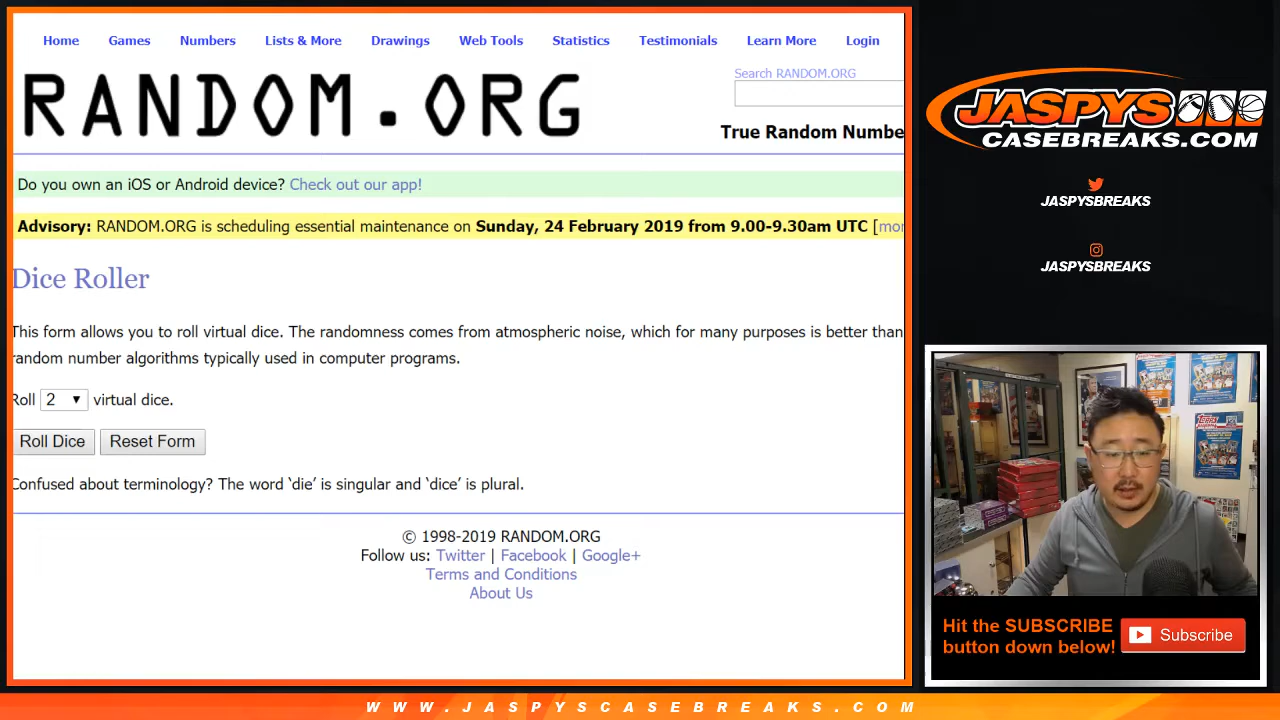 Home Games Numbers Lists & More Drawings Web Tools Statistics Testimonials Learn More Login
Search RANDOM.ORG
RANDOM.ORG
True Random Numbe
Do you own an iOS or Android device? Check out our app!
Advisory: RANDOM.ORG is scheduling essential maintenance on Sunday, 24 February 2019 from 9.00-9.30am UTC [mor
Dice Roller
This form allows you to roll virtual dice. The randomness comes from atmospheric noise, which for many purposes is better than
random number algorithms typically used in computer programs.
Roll 2 virtual dice.
Roll Dice Reset Form
Confused about terminology? The word ‘die’ is singular and ‘dice’ is plural.
© 1998-2019 RANDOM.ORG
Follow us: Twitter | Facebook | Google+
Terms and Conditions
About Us
JASPYS
CASEBREAKS.COM
JASPYSBREAKS
JASPYSBREAKS
Hit the SUBSCRIBE
button down below!
Subscribe
WWW.JASPYSCASEBREAKS.COM